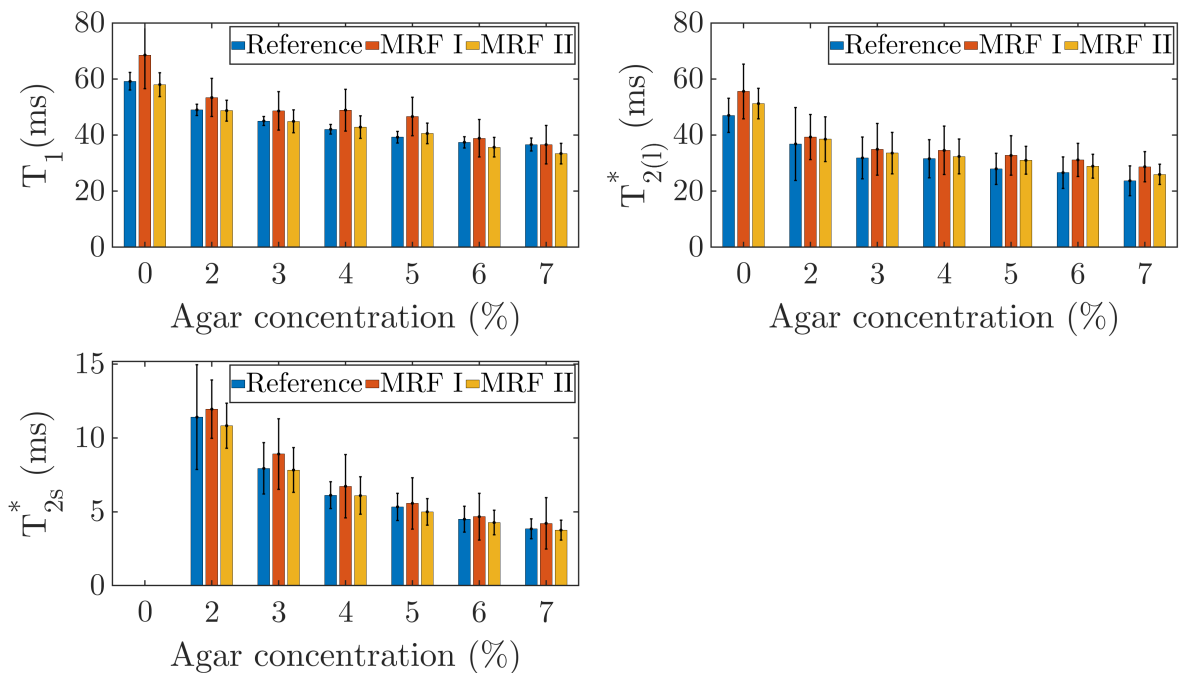 80
60
40
20
0
T1(ms)
Reference MRF I MRF II
0 2 3 4 5 6 7
Agar concentration (%)
80
60
40
20
0
T*2(l) (ms)
Reference MRF I MRF II
0 2 3 4 5 6 7
Agar concentration (%)
15
10
5
0
T*2s (ms)
Reference MRF I MRF II
0 2 3 4 5 6 7
Agar concentration (%)